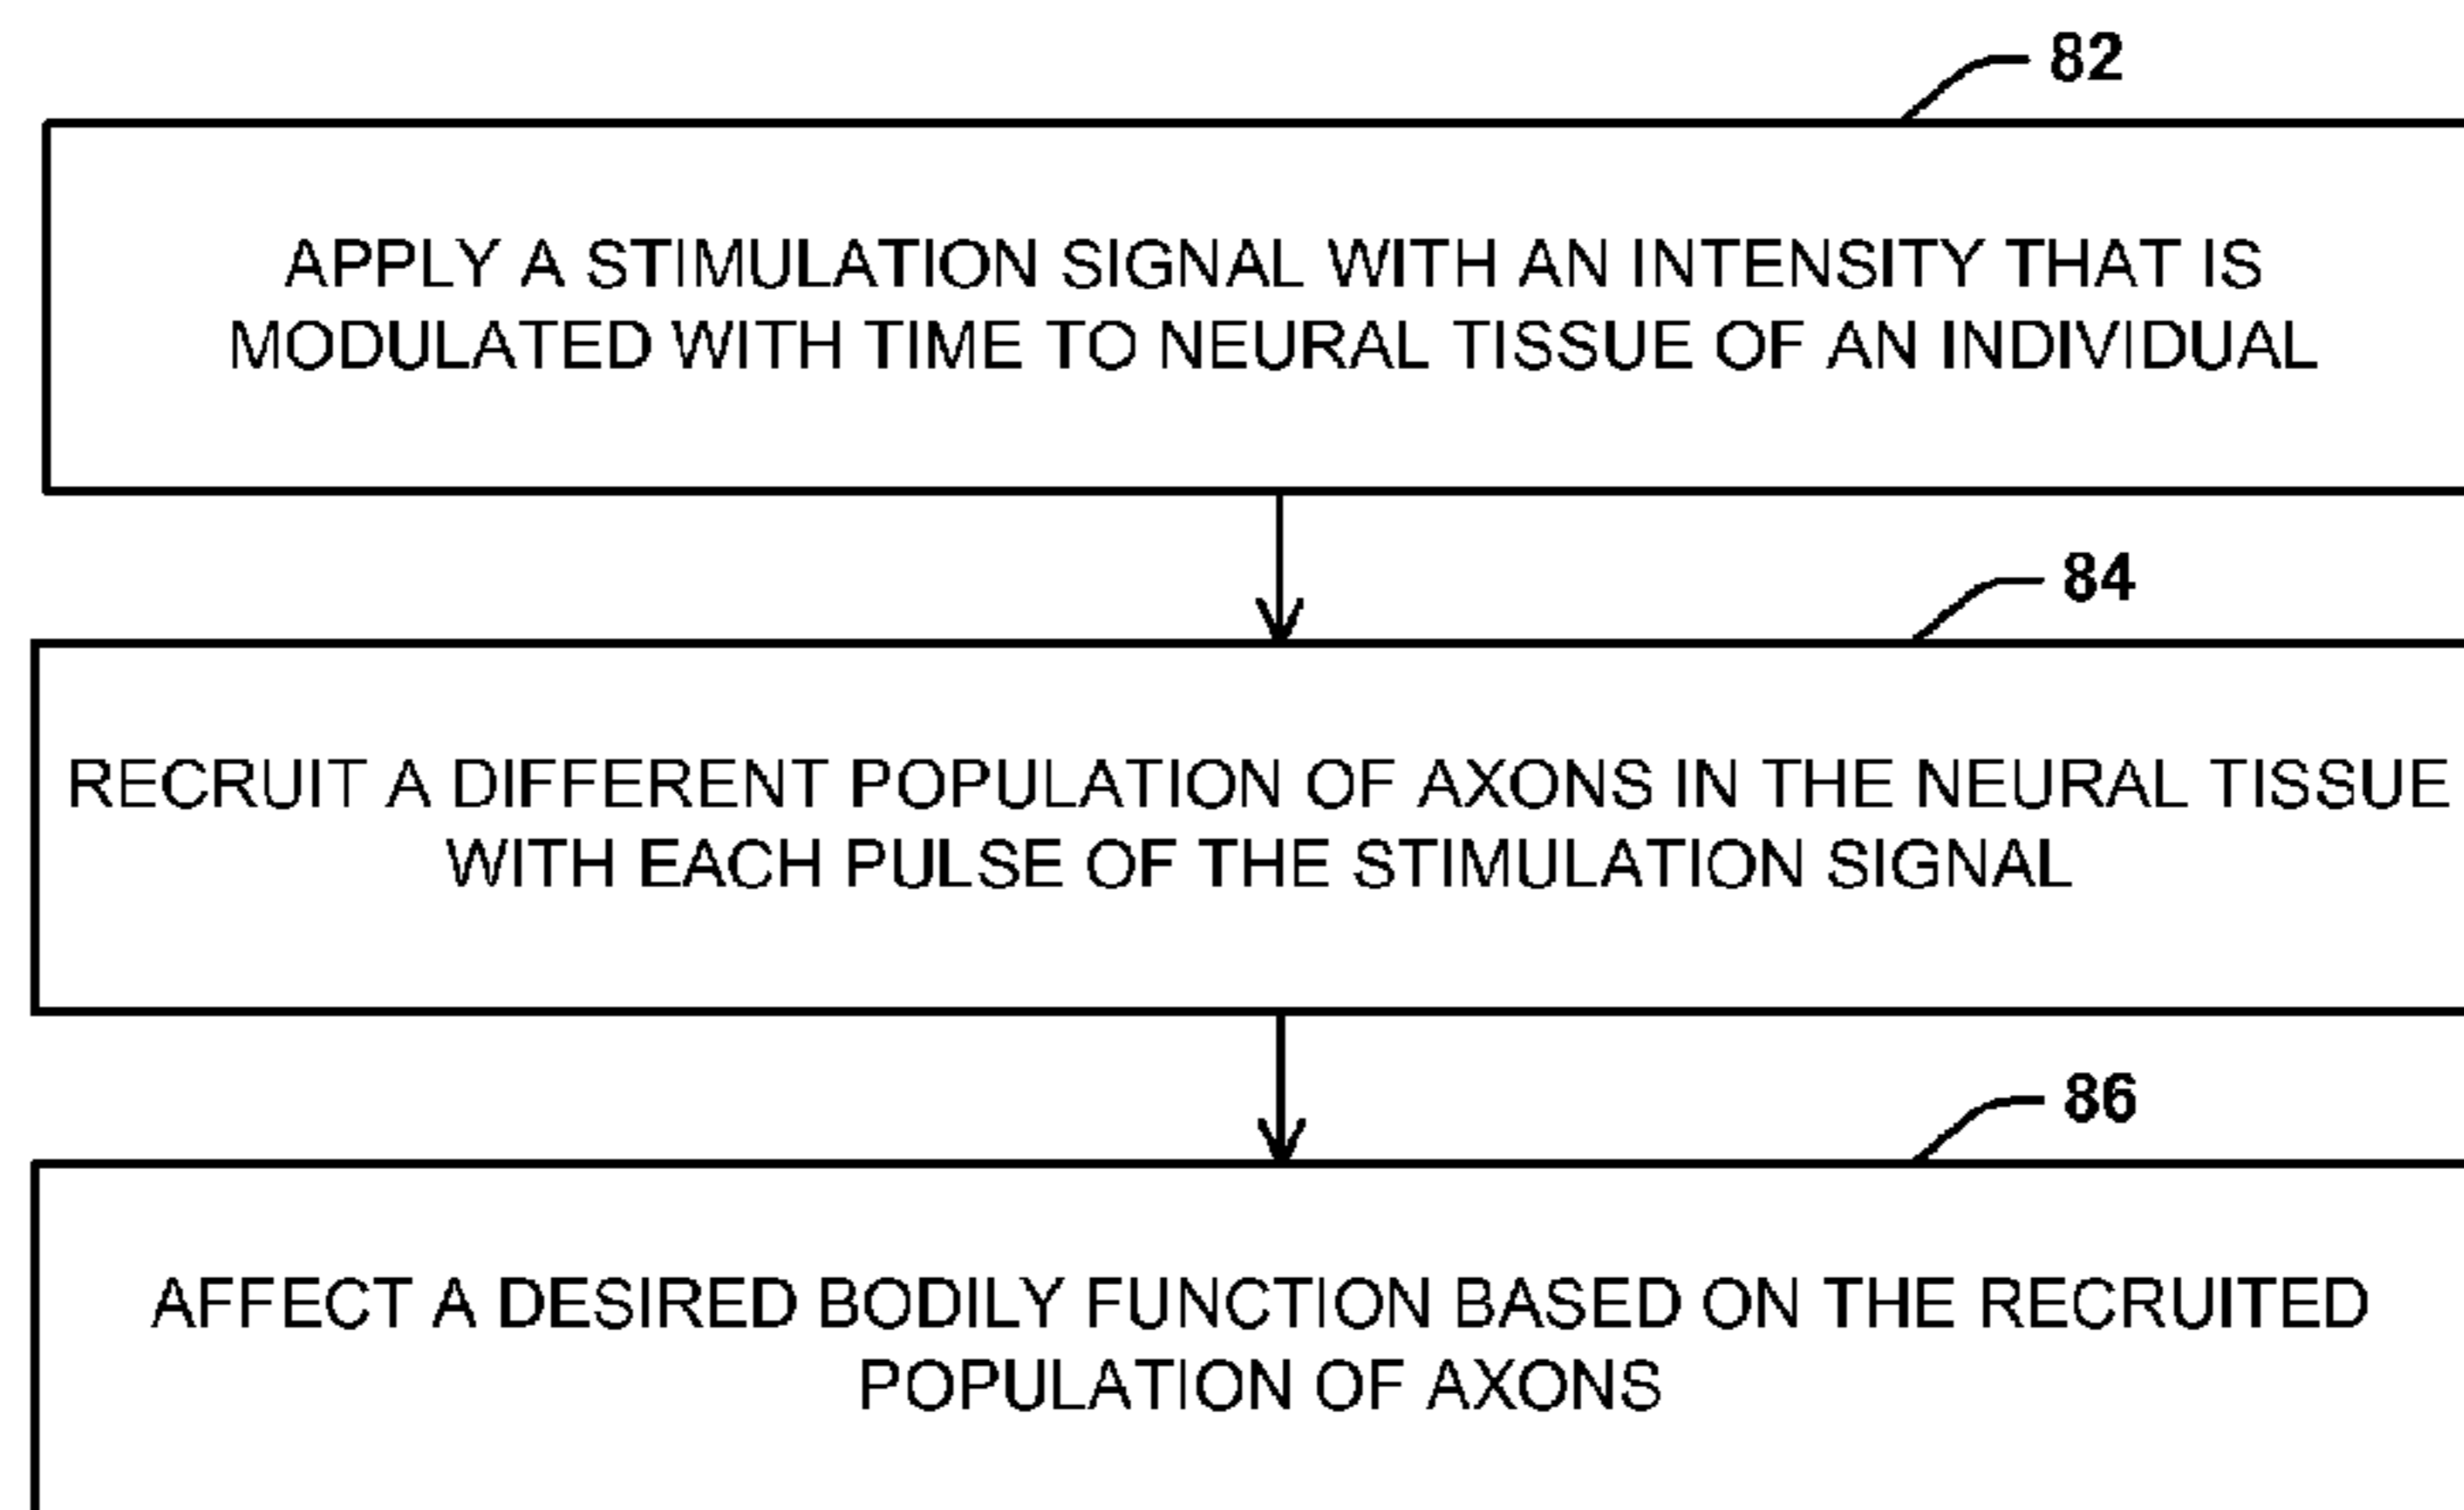 82
APPLY A STIMULATION SIGNAL WITH AN INTENSITY THAT IS
MODULATED WITH TIME TO NEURAL TISSUE OF AN INDIVIDUAL
84
RECRUIT A DIFFERENT POPULATION OF AXONS IN THE NEURAL TISSUE
WITH EACH PULSE OF THE STIMULATION SIGNAL
86
AFFECT A DESIRED BODILY FUNCTION BASED ON THE RECRUITED
POPULATION OF AXONS